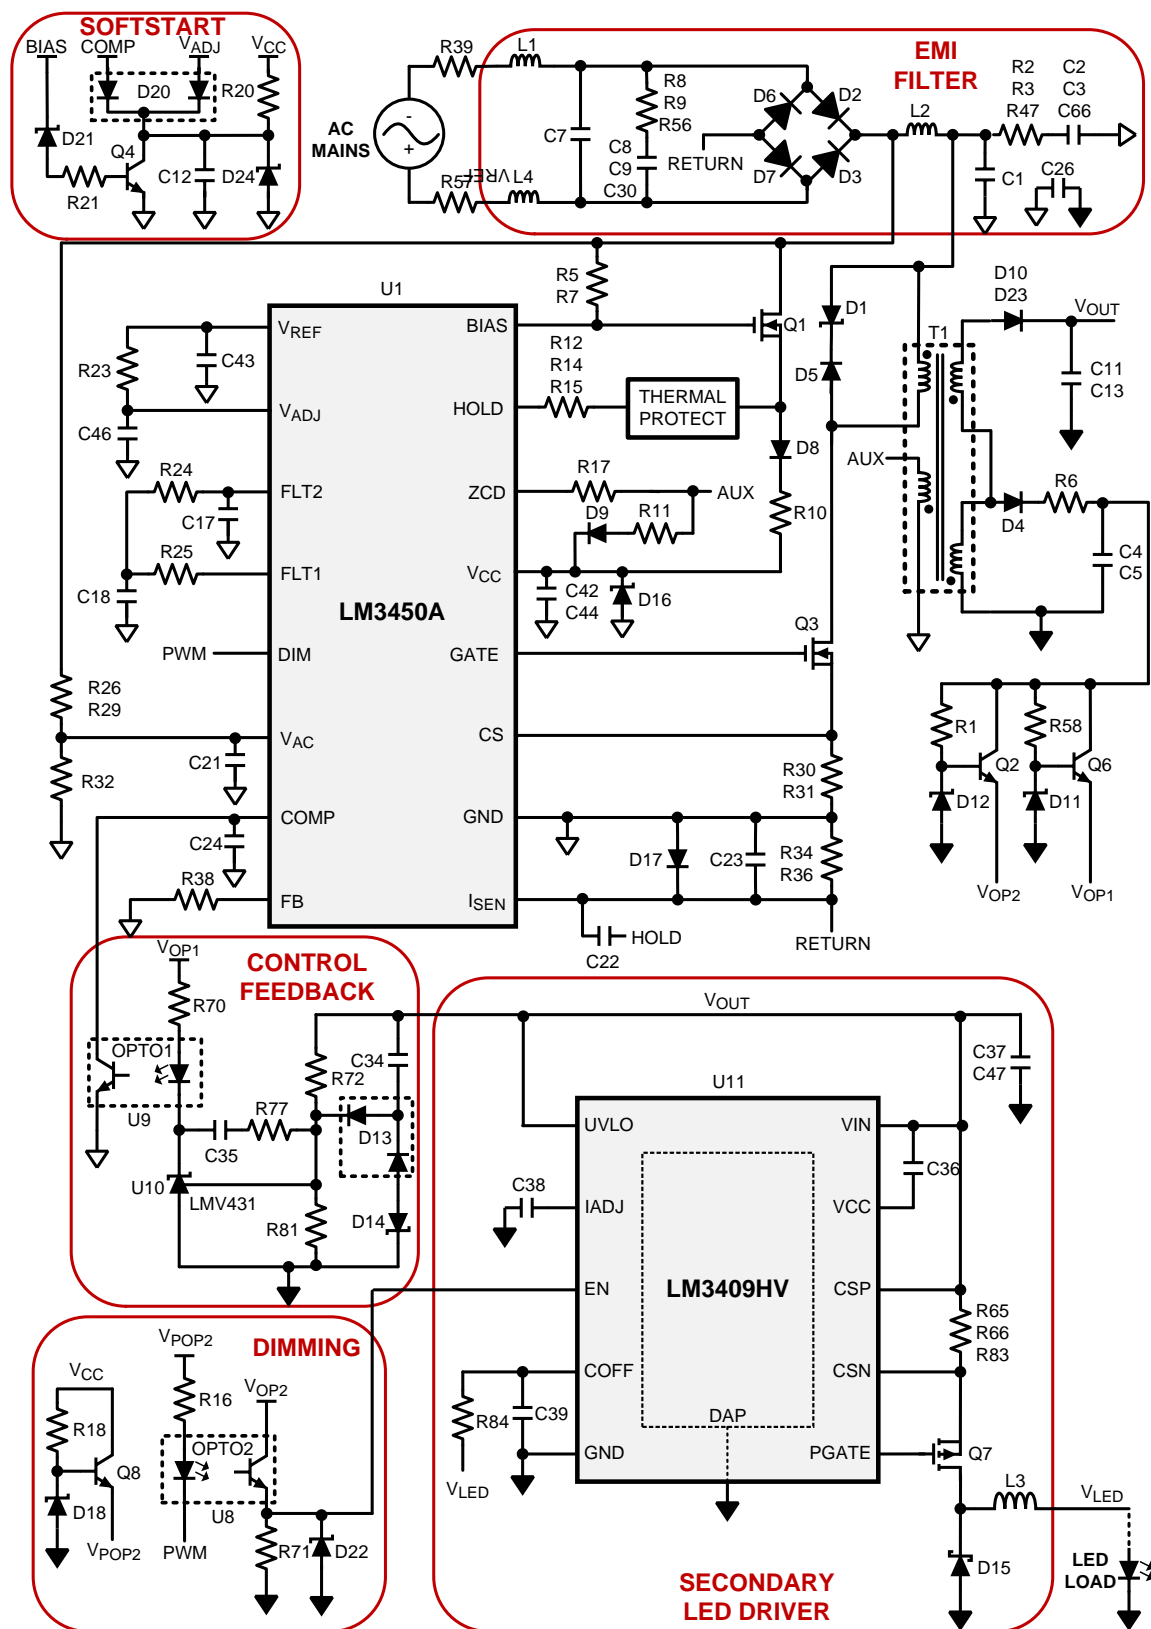 SOFTSTART
BIAS COMP VADJ VCC
D20 R20
D21
Q4
R21
C12 D24
R39 L1
AC
MAINS
-
+
R57 VREF L4
EMI
FILTER
C7
R8
R9
R56
C8
C9
C30
D6 D2
D7 D3
RETURN
L2
R2
R3
R47
C2
C3
C66
C1
C26
U1
LM3450A
VREF
VADJ
FLT2
FLT1
DIM
VAC
COMP
FB
BIAS
HOLD
ZCD
VCC
GATE
CS
GND
ISEN
R23
C43
C46
R24
C17
R25
C18
PWM
R26
R29
C21
R32
C24
R38
R5
R7
Q1
R12
R14
R15
THERMAL
PROTECT
D1
D5
D8
R10
R17
AUX
D9 R11
C42
C44
D16
Q3
R30
R31
D17 C23
R34
R36
C22
HOLD
RETURN
T1
AUX
D10
D23
VOUT
C11
C13
D4
R6
C4
C5
R1
R58
Q2
Q6
D12
D11
VOP2
VOP1
CONTROL
FEEDBACK
VOP1
R70
OPTO1
U9
C35
R77
R72
C34
D13
U10
LMV431
R81
D14
DIMMING
VPOP2
VCC
R16
VOP2
R18
OPTO2
Q8
D18
U8
VPOP2
PWM
R71
D22
VOUT
U11
LM3409HV
UVLO
IADJ
EN
COFF
GND
VIN
VCC
CSP
CSN
PGATE
DAP
C37
C47
C36
C38
R65
R66
R83
R84
C39
VLED
Q7
L3
VLED
D15
LED
LOAD
SECONDARY
LED DRIVER